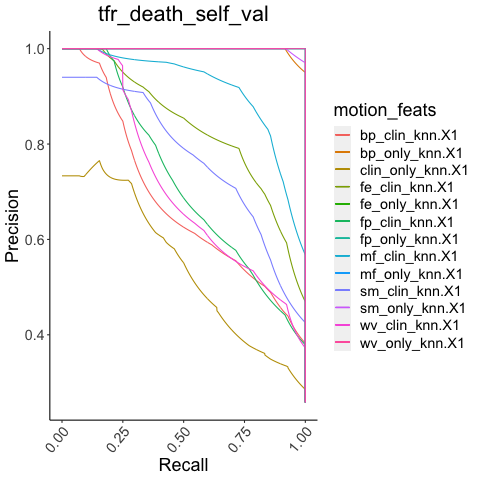 tfr_death_self_val
Precision
1.0
0.8
0.6
0.4
0.00
0.25
0.50
0.75
1.00
Recall
motion_feats
bp_clin_knn.X1
bp_only_knn.X1
clin_only_knn.X1
fe_clin_knn.X1
fe_only_knn.X1
fp_clin_knn.X1
fp_only_knn.X1
mf_clin_knn.X1
mf_only_knn.X1
sm_clin_knn.X1
sm_only_knn.X1
wv_clin_knn.X1
wv_only_knn.X1